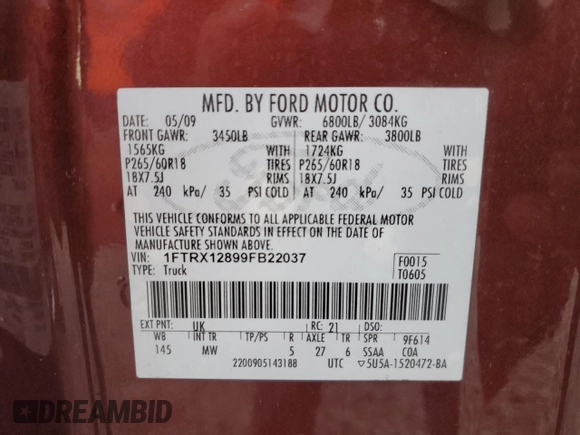 MFD. BY FORD MOTOR CO.
DATE: 05/09 GVWR: 6800LB/ 3084KG
FRONT GAWR: 3450LB REAR GAWR: 3800LB
1565KG WITH 1724KG WITH
P265/60R18 TIRES P265/60R18 TIRES
18X7.5J RIMS 18X7.5J RIMS
AT 240 kPa/ 35 PSI COLD AT 240 kPa/ 35 PSI COLD
THIS VEHICLE CONFORMS TO ALL APPLICABLE FEDERAL MOTOR
VEHICLE SAFETY STANDARDS IN EFFECT ON THE DATE OF
MANUFACTURE SHOWN ABOVE.
VIN: 1FTRX12899FB22037 F0015
TYPE: Truck T0605
EXT PNT: UK RC: 21 DSO:
WB INT TR TP/PS R AXLE TR SPR 9F614
145 MW 5 27 6 SSAA COA
2200905143188 UTC ▽5U5A-1520472-BA
DREAMBID